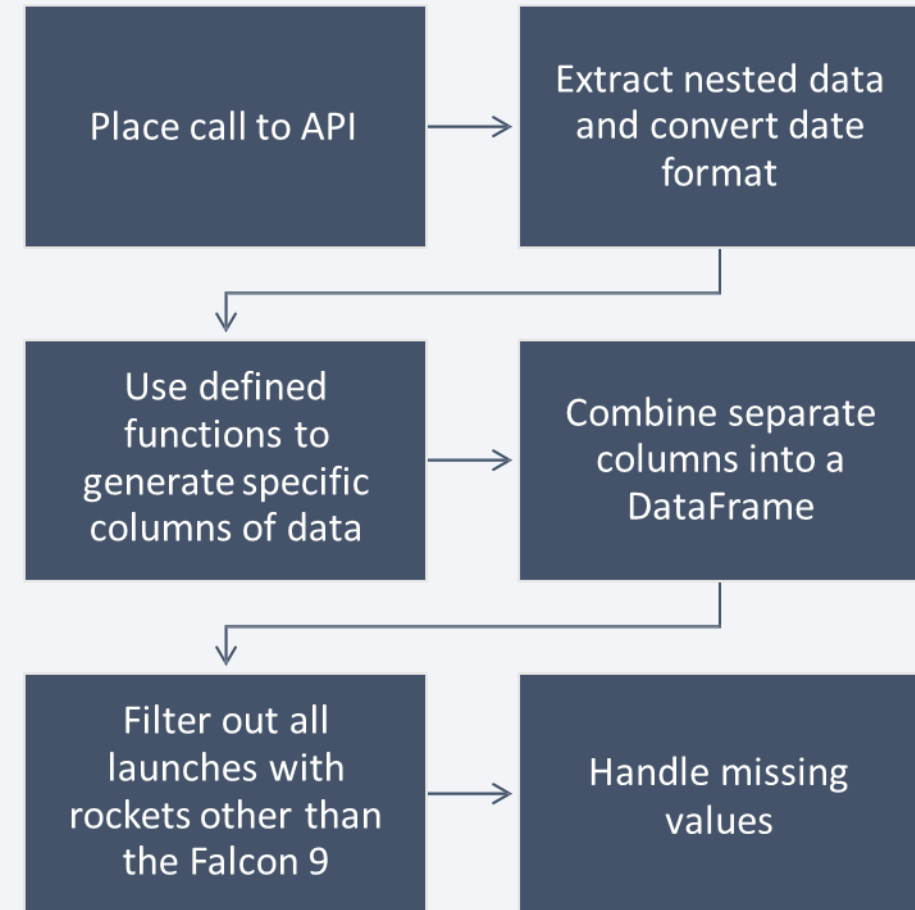 Place call to API
Extract nested data
and convert date
format
Use defined
functions to
generate specific
columns of data
Combine separate
columns into a
DataFrame
Filter out all
launches with
rockets other than
the Falcon 9
Handle missing
values